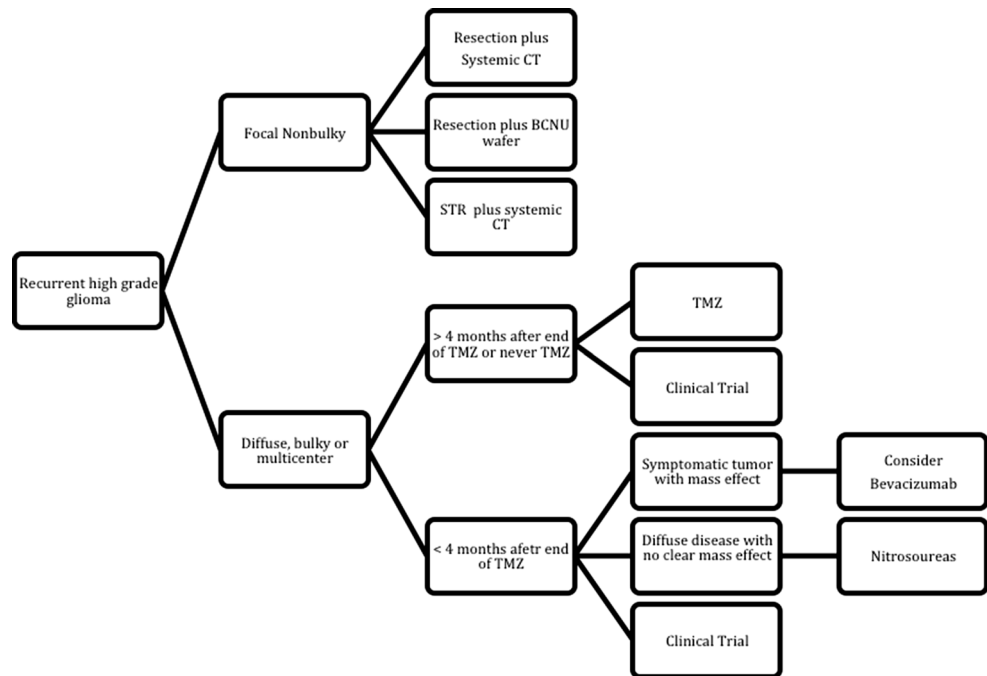 Resection plus
Systemic CT
Focal Nonbulky
Resection plus BCNU
wafer
STR plus systemic
CT
Recurrent high grade
glioma
> 4 months after end
of TMZ or never TMZ
TMZ
Clinical Trial
Diffuse, bulky or
multicenter
Symptomatic tumor
with mass effect
Consider
Bevacizumab
< 4 months afetr end
of TMZ
Diffuse disease with
no clear mass effect
Nitrosoureas
Clinical Trial